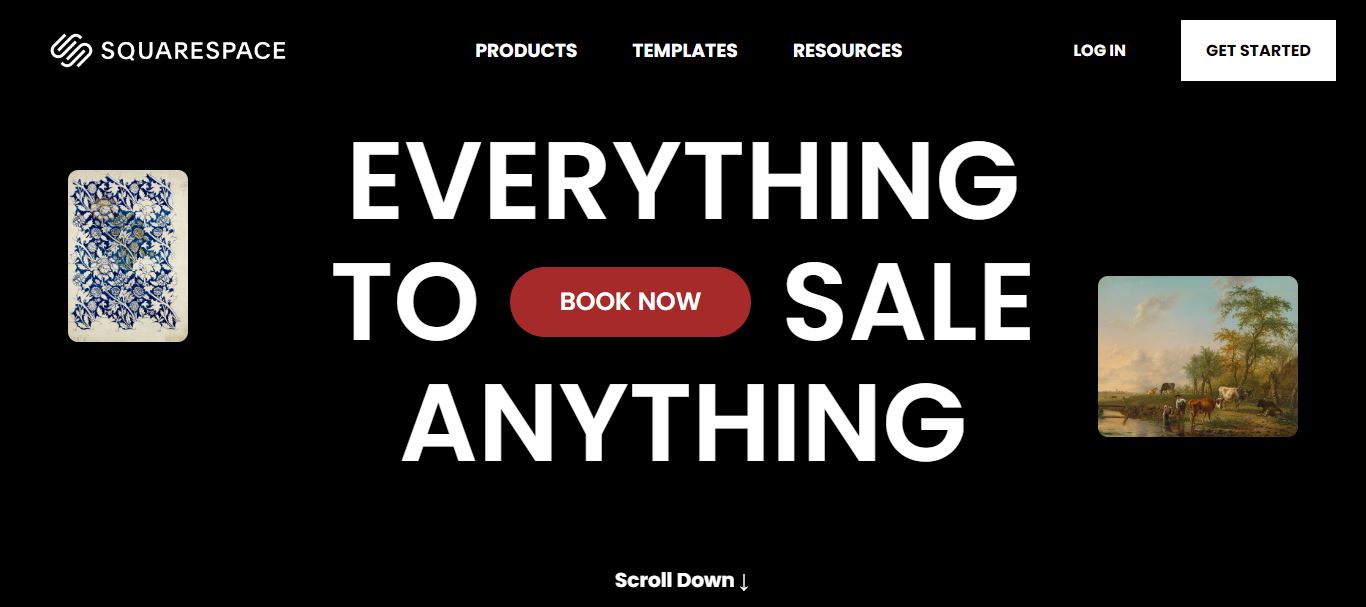 SQUARESPACE PRODUCTS TEMPLATES RESOURCES LOG IN GET STARTED
EVERYTHING
TO BOOK NOW SALE
ANYTHING
Scroll Down ↓